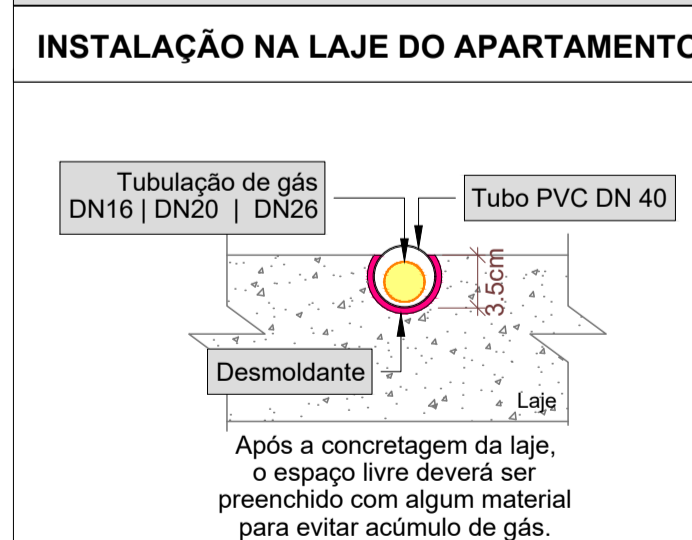 INSTALAÇÃO NA LAJE DO APARTAMENTO
Tubulação de gás
DN16 | DN20 | DN26
Tubo PVC DN 40
3.5cm
Desmoldante
Laje
Após a concretagem da laje,
o espaço livre deverá ser
preenchido com algum material
para evitar acúmulo de gás.